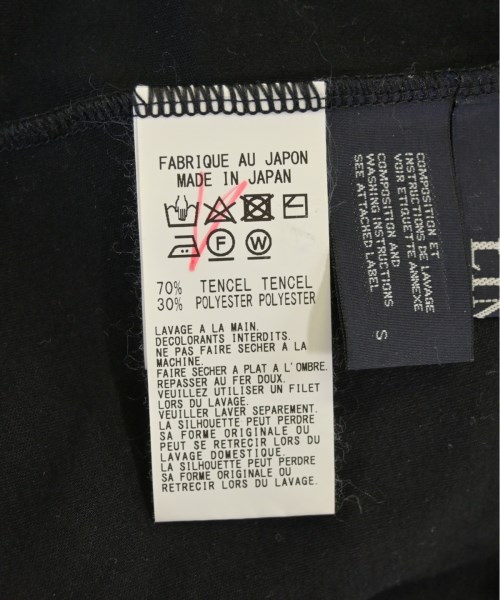 FABRIQUE AU JAPON
MADE IN JAPAN
F W
70% TENCEL TENCEL
30% POLYESTER POLYESTER
LAVAGE A LA MAIN.
DECOLORANTS INTERDITS.
NE PAS FAIRE SECHER A LA
MACHINE.
FAIRE SECHER A PLAT A L'OMBRE.
REPASSER AU FER DOUX.
VEUILLEZ UTILISER UN FILET
LORS DU LAVAGE.
VEUILLER LAVER SEPAREMENT.
LA SILHOUETTE PEUT PERDRE
SA FORME ORIGINALE OU
PEUT SE RETRECIR LORS DU
LAVAGE DOMESTIQUE.
LA SILHOUETTE PEUT PERDRE
SA FORME ORIGINALE OU
RETRECIR LORS DU LAVAGE.
COMPOSITION ET
INSTRUCTIONS DE LAVAGE
VOIR ETIQUETTE ANNEXE
COMPOSITION AND
WASHING INSTRUCTIONS
SEE ATTACHED LABEL
S